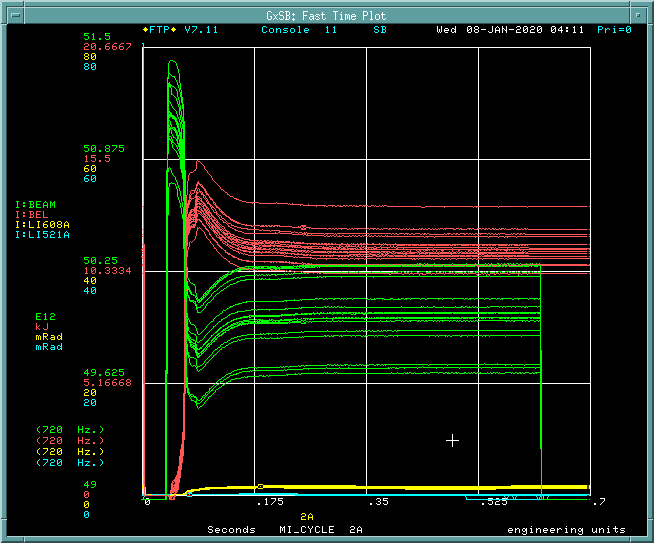 GxSB: Fast Time Plot
◆FTP◆ V7.11 Console 11 SB Wed 08-JAN-2020 04:11 Pri=0
51.5
20.6667
80
80
50.875
15.5
60
60
I:BEAM
I:BEL
I:LI608A
I:LI521A
50.25
10.3334
40
40
E12
kJ
mRad
mRad
49.625
5.16668
20
20
(720 Hz.)
(720 Hz.)
(720 Hz.)
(720 Hz.)
49
0
0
0
0 .175 .35 .525 .7
2A
Seconds MI_CYCLE 2A engineering units